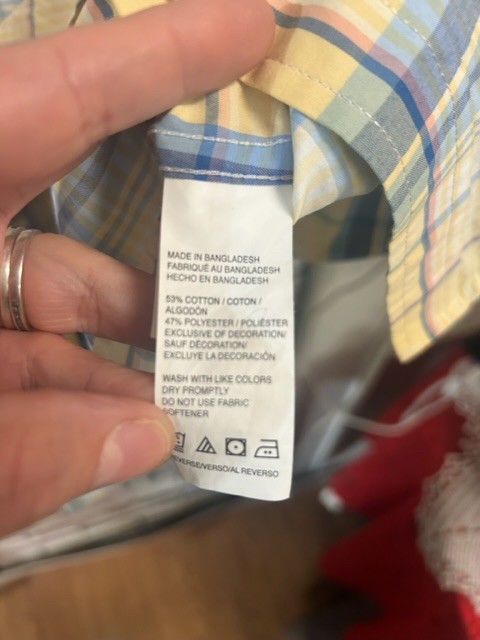 MADE IN BANGLADESH
FABRIQUÉ AU BANGLADESH
HECHO EN BANGLADESH
53% COTTON / COTON /
ALGODÓN
47% POLYESTER / POLIÉSTER
EXCLUSIVE OF DECORATION/
SAUF DÉCORATION/
EXCLUYE LA DECORACIÓN
WASH WITH LIKE COLORS
DRY PROMPTLY
DO NOT USE FABRIC
SOFTENER
REVERSE/VERSO/AL REVERSO